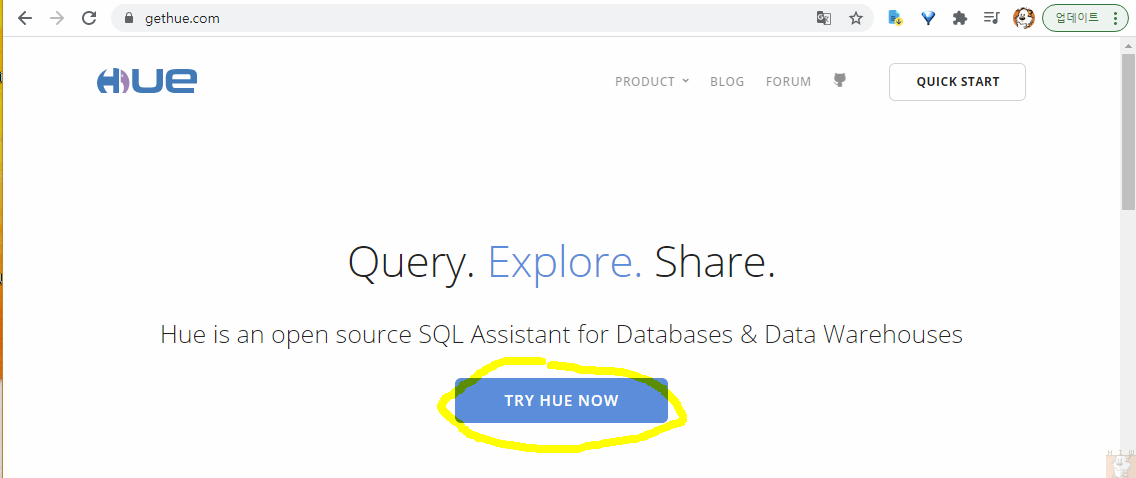 gethue.com
업데이트
HUE
PRODUCT
BLOG
FORUM
QUICK START
Query. Explore. Share.
Hue is an open source SQL Assistant for Databases & Data Warehouses
TRY HUE NOW
H I W